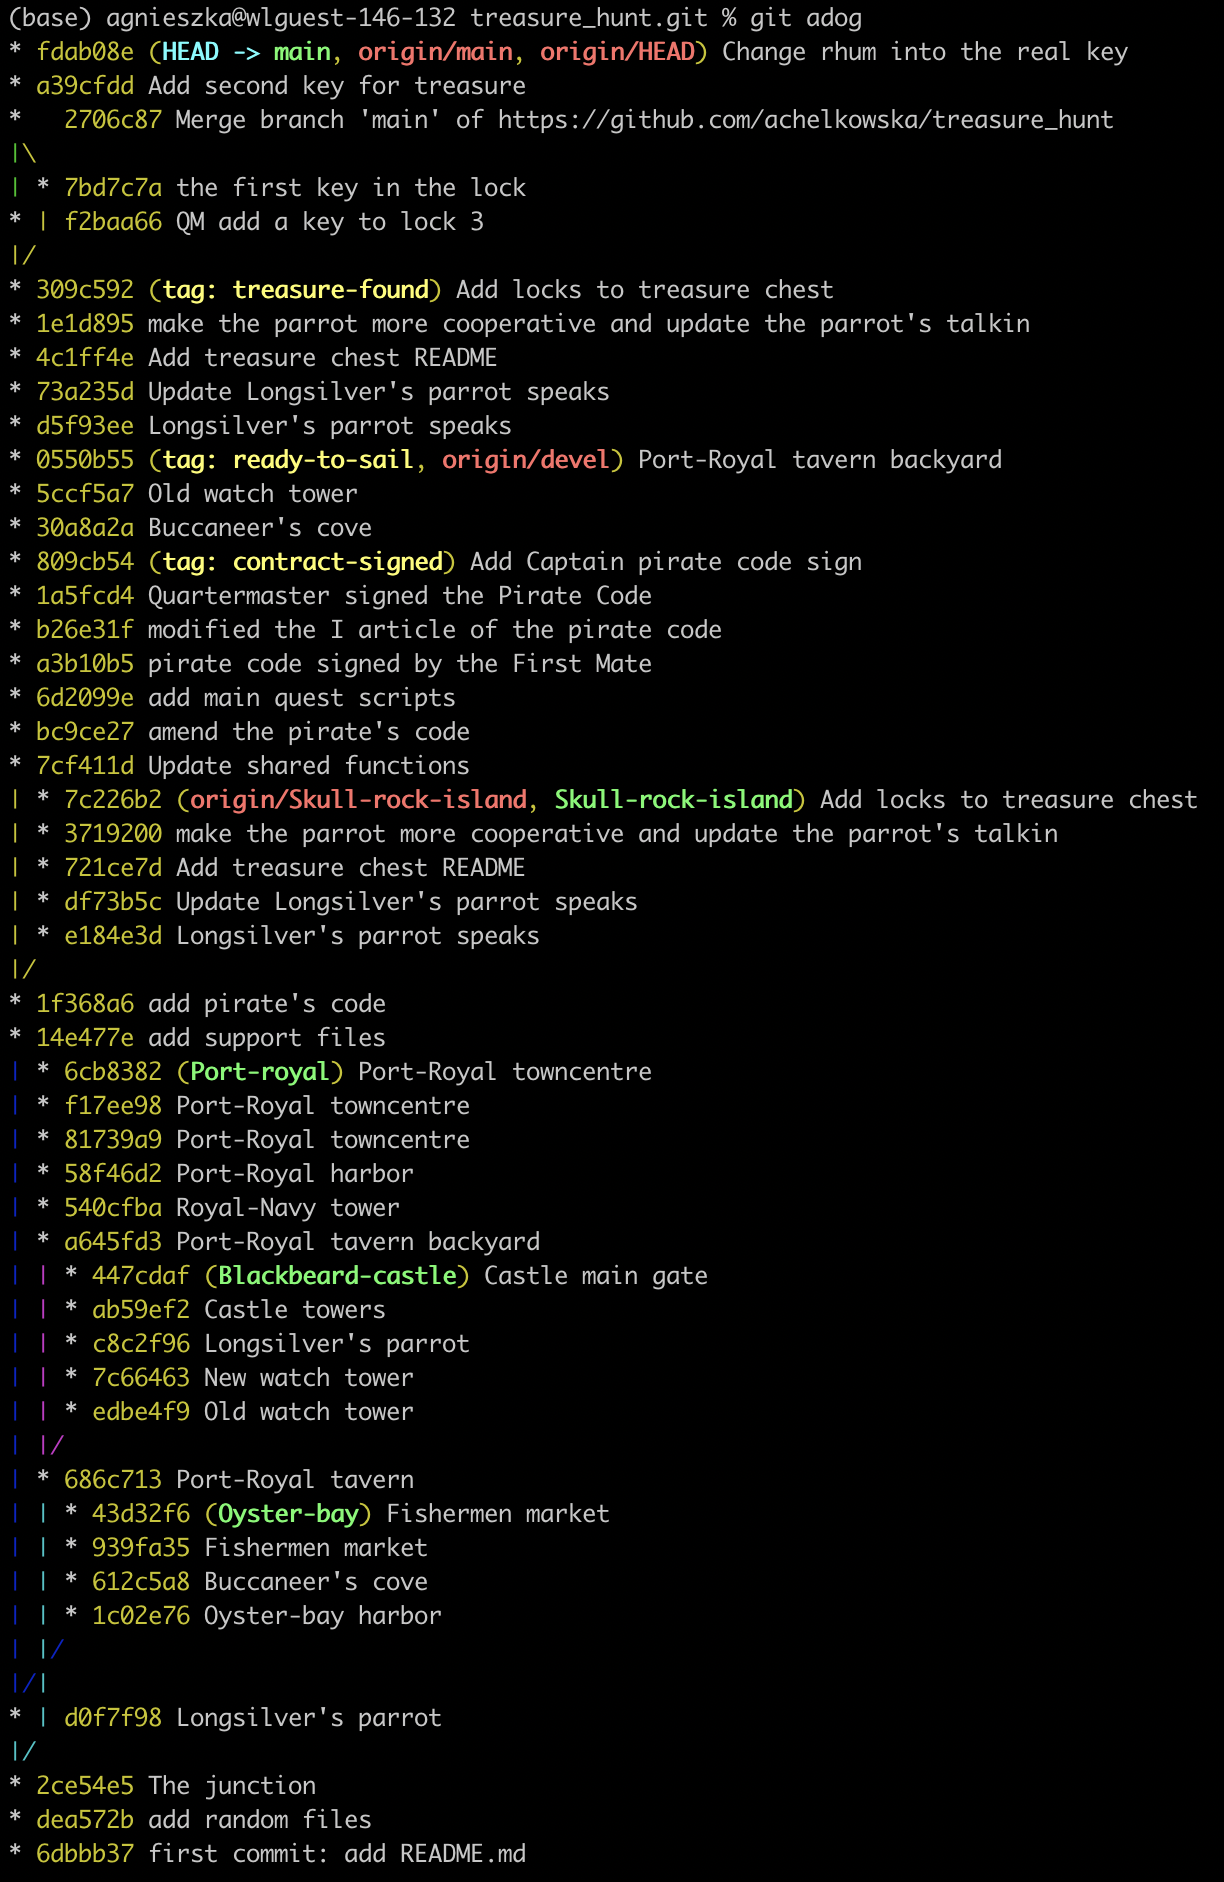 (base) agnieszka@wlguest-146-132 treasure_hunt.git % git adog
* fdab08e (HEAD -> main, origin/main, origin/HEAD) Change rhum into the real key
* a39cfdd Add second key for treasure
*   2706c87 Merge branch 'main' of https://github.com/achelkowska/treasure_hunt
|\
| * 7bd7c7a the first key in the lock
* | f2baa66 QM add a key to lock 3
|/
* 309c592 (tag: treasure-found) Add locks to treasure chest
* 1e1d895 make the parrot more cooperative and update the parrot's talkin
* 4c1ff4e Add treasure chest README
* 73a235d Update Longsilver's parrot speaks
* d5f93ee Longsilver's parrot speaks
* 0550b55 (tag: ready-to-sail, origin/devel) Port-Royal tavern backyard
* 5ccf5a7 Old watch tower
* 30a8a2a Buccaneer's cove
* 809cb54 (tag: contract-signed) Add Captain pirate code sign
* 1a5fcd4 Quartermaster signed the Pirate Code
* b26e31f modified the I article of the pirate code
* a3b10b5 pirate code signed by the First Mate
* 6d2099e add main quest scripts
* bc9ce27 amend the pirate's code
* 7cf411d Update shared functions
| * 7c226b2 (origin/Skull-rock-island, Skull-rock-island) Add locks to treasure chest
| * 3719200 make the parrot more cooperative and update the parrot's talkin
| * 721ce7d Add treasure chest README
| * df73b5c Update Longsilver's parrot speaks
| * e184e3d Longsilver's parrot speaks
|/
* 1f368a6 add pirate's code
* 14e477e add support files
| * 6cb8382 (Port-royal) Port-Royal towncentre
| * f17ee98 Port-Royal towncentre
| * 81739a9 Port-Royal towncentre
| * 58f46d2 Port-Royal harbor
| * 540cfba Royal-Navy tower
| * a645fd3 Port-Royal tavern backyard
| | * 447cdaf (Blackbeard-castle) Castle main gate
| | * ab59ef2 Castle towers
| | * c8c2f96 Longsilver's parrot
| | * 7c66463 New watch tower
| | * edbe4f9 Old watch tower
| |/
| * 686c713 Port-Royal tavern
| | * 43d32f6 (Oyster-bay) Fishermen market
| | * 939fa35 Fishermen market
| | * 612c5a8 Buccaneer's cove
| | * 1c02e76 Oyster-bay harbor
| |/
|/|
* | d0f7f98 Longsilver's parrot
|/
* 2ce54e5 The junction
* dea572b add random files
* 6dbbb37 first commit: add README.md